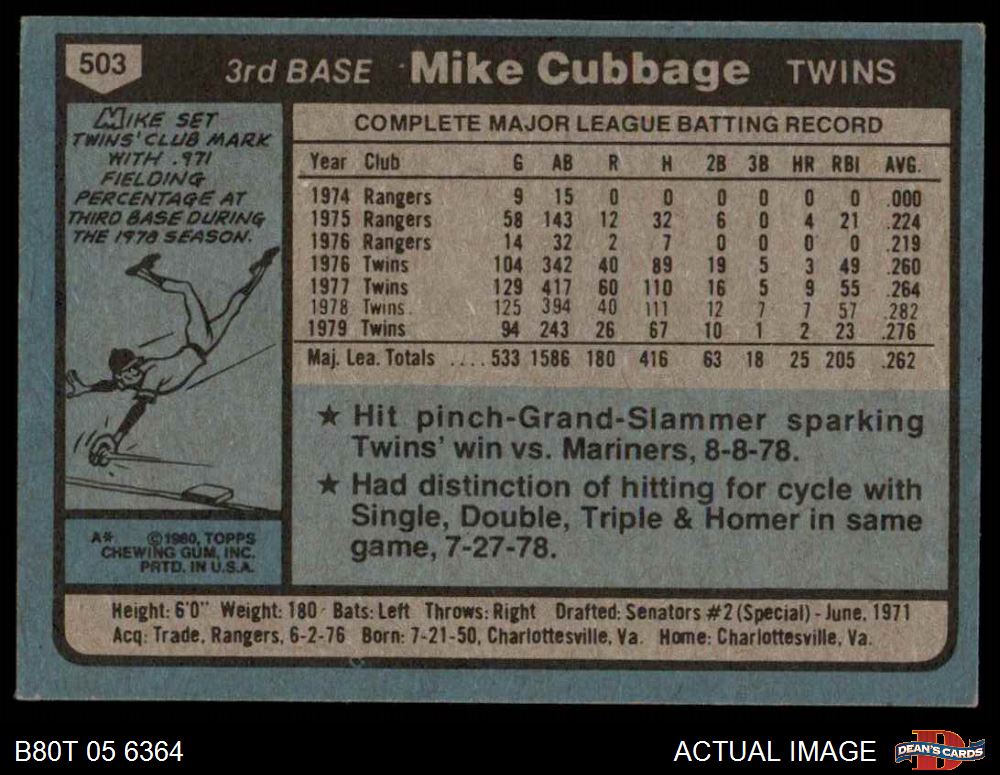 503
3rd BASE Mike Cubbage TWINS
MIKE SET
TWINS' CLUB MARK
WITH .971
FIELDING
PERCENTAGE AT
THIRD BASE DURING
THE 1978 SEASON.
A* ©1980, TOPPS
CHEWING GUM, INC.
PRTD. IN U.S.A.
COMPLETE MAJOR LEAGUE BATTING RECORD
Year Club G AB R H 2B 3B HR RBI AVG.
1974 Rangers 9 15 0 0 0 0 0 0 .000
1975 Rangers 58 143 12 32 6 0 4 21 .224
1976 Rangers 14 32 2 7 0 0 0 0 .219
1976 Twins 104 342 40 89 19 5 3 49 .260
1977 Twins 129 417 60 110 16 5 9 55 .264
1978 Twins 125 394 40 111 12 7 7 57 .282
1979 Twins 94 243 26 67 10 1 2 23 .276
Maj. Lea. Totals .... 533 1586 180 416 63 18 25 205 .262
★ Hit pinch-Grand-Slammer sparking
Twins' win vs. Mariners, 8-8-78.
★ Had distinction of hitting for cycle with
Single, Double, Triple & Homer in same
game, 7-27-78.
Height: 6'0" Weight: 180 Bats: Left Throws: Right Drafted: Senators #2 (Special) - June, 1971
Acq: Trade, Rangers, 6-2-76 Born: 7-21-50, Charlottesville, Va. Home: Charlottesville, Va.
B80T 05 6364
ACTUAL IMAGE
D
DEAN'S CARDS